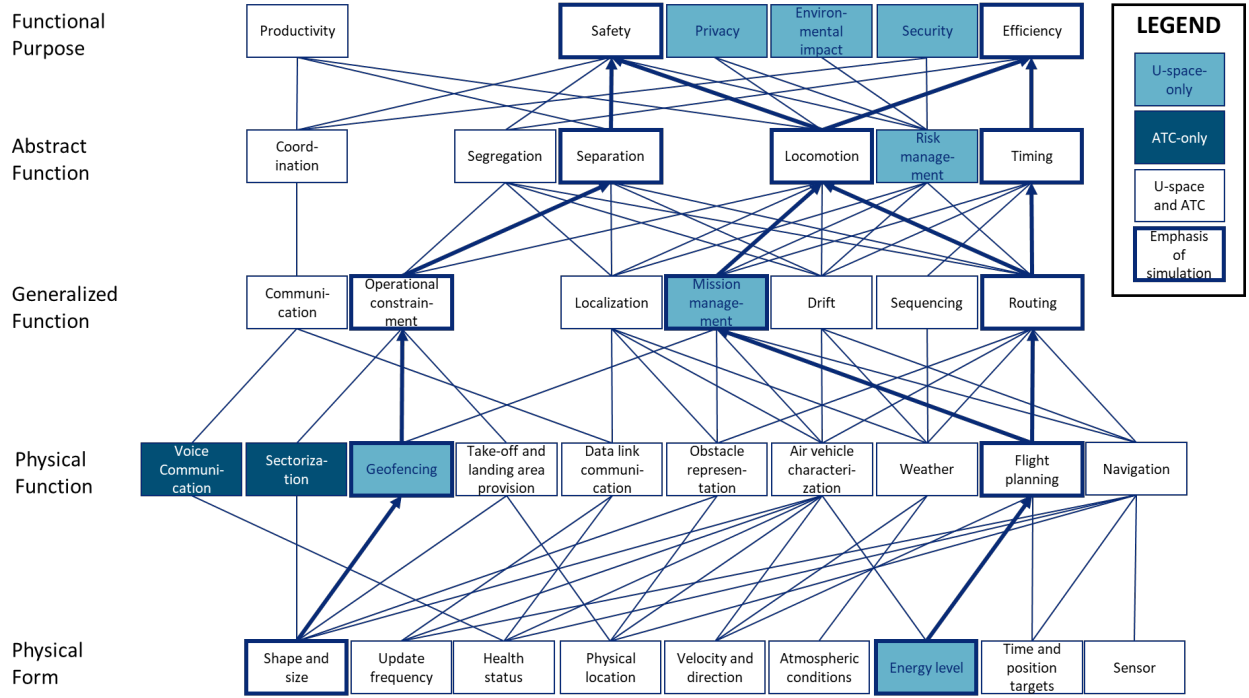 Functional
Purpose
Productivity
Safety
Privacy
Environ-
mental
impact
Security
Efficiency
LEGEND
U-space-
only
ATC-only
U-space
and ATC
Emphasis
of
simulation
Abstract
Function
Coord-
ination
Segregation
Separation
Locomotion
Risk
manage-
ment
Timing
Generalized
Function
Communi-
cation
Operational
constrain-
ment
Localization
Mission
manage-
ment
Drift
Sequencing
Routing
Physical
Function
Voice
Communi-
cation
Sectoriza-
tion
Geofencing
Take-off and
landing area
provision
Data link
communi-
cation
Obstacle
represen-
tation
Air vehicle
characteri-
zation
Weather
Flight
planning
Navigation
Physical
Form
Shape and
size
Update
frequency
Health
status
Physical
location
Velocity and
direction
Atmospheric
conditions
Energy level
Time and
position
targets
Sensor